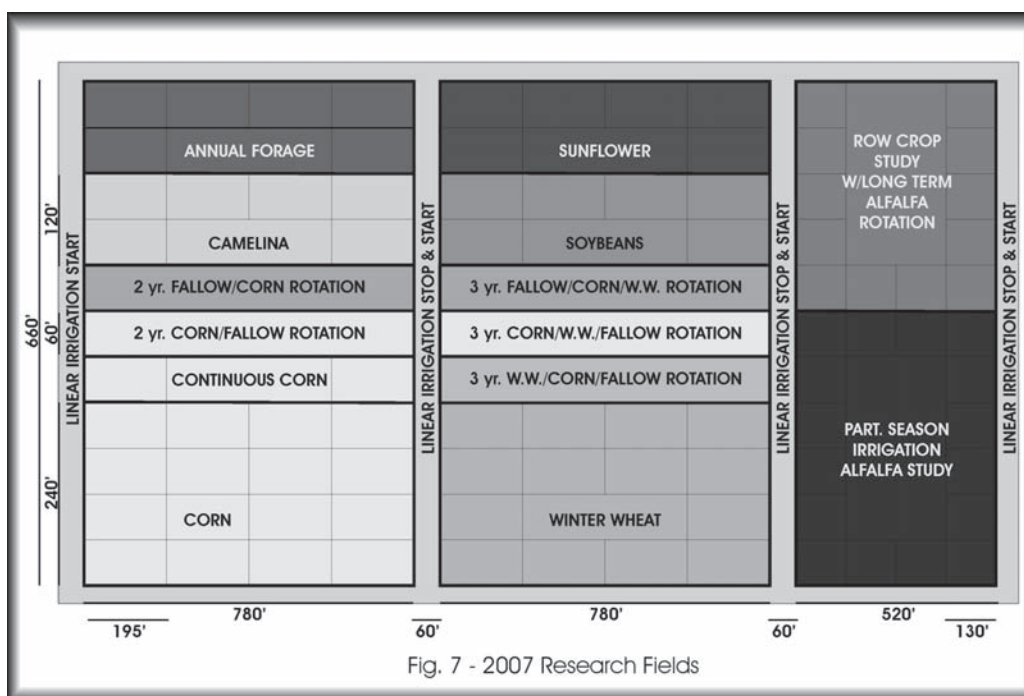 660'
120'
60'
240'
LINEAR IRRIGATION START
ANNUAL FORAGE
CAMELINA
2 yr. FALLOW/CORN ROTATION
2 yr. CORN/FALLOW ROTATION
CONTINUOUS CORN
CORN
LINEAR IRRIGATION STOP & START
SUNFLOWER
SOYBEANS
3 yr. FALLOW/CORN/W.W. ROTATION
3 yr. CORN/W.W./FALLOW ROTATION
3 yr. W.W./CORN/FALLOW ROTATION
WINTER WHEAT
LINEAR IRRIGATION STOP & START
ROW CROP
STUDY
W/LONG TERM
ALFALFA
ROTATION
PART. SEASON
IRRIGATION
ALFALFA STUDY
LINEAR IRRIGATION STOP & START
780'
195'
60'
780'
60'
520'
130'
Fig. 7 - 2007 Research Fields